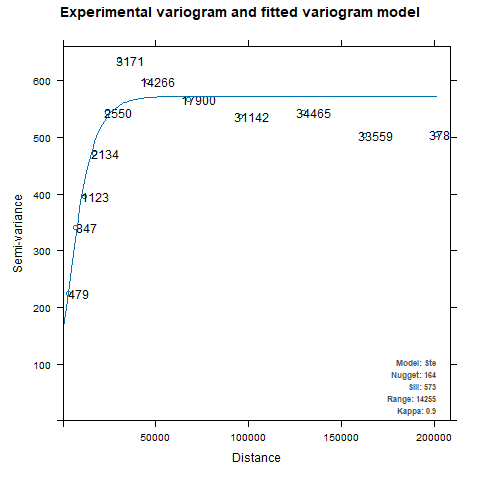 Experimental variogram and fitted variogram model
Semi-variance
600
500
400
300
200
100
3171
14266
17900
2550
31142
34465
33559
378
2134
1123
847
479
Model: Ste
Nugget: 164
Sill: 573
Range: 14255
Kappa: 0.9
50000
100000
150000
200000
Distance